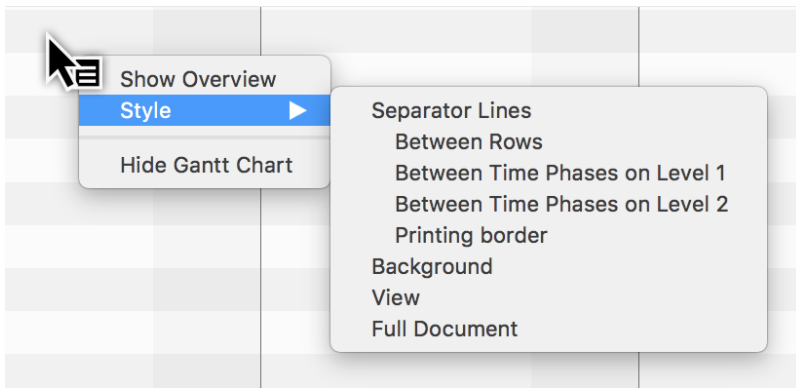 Show Overview
Style
Hide Gantt Chart
Separator Lines
Between Rows
Between Time Phases on Level 1
Between Time Phases on Level 2
Printing border
Background
View
Full Document